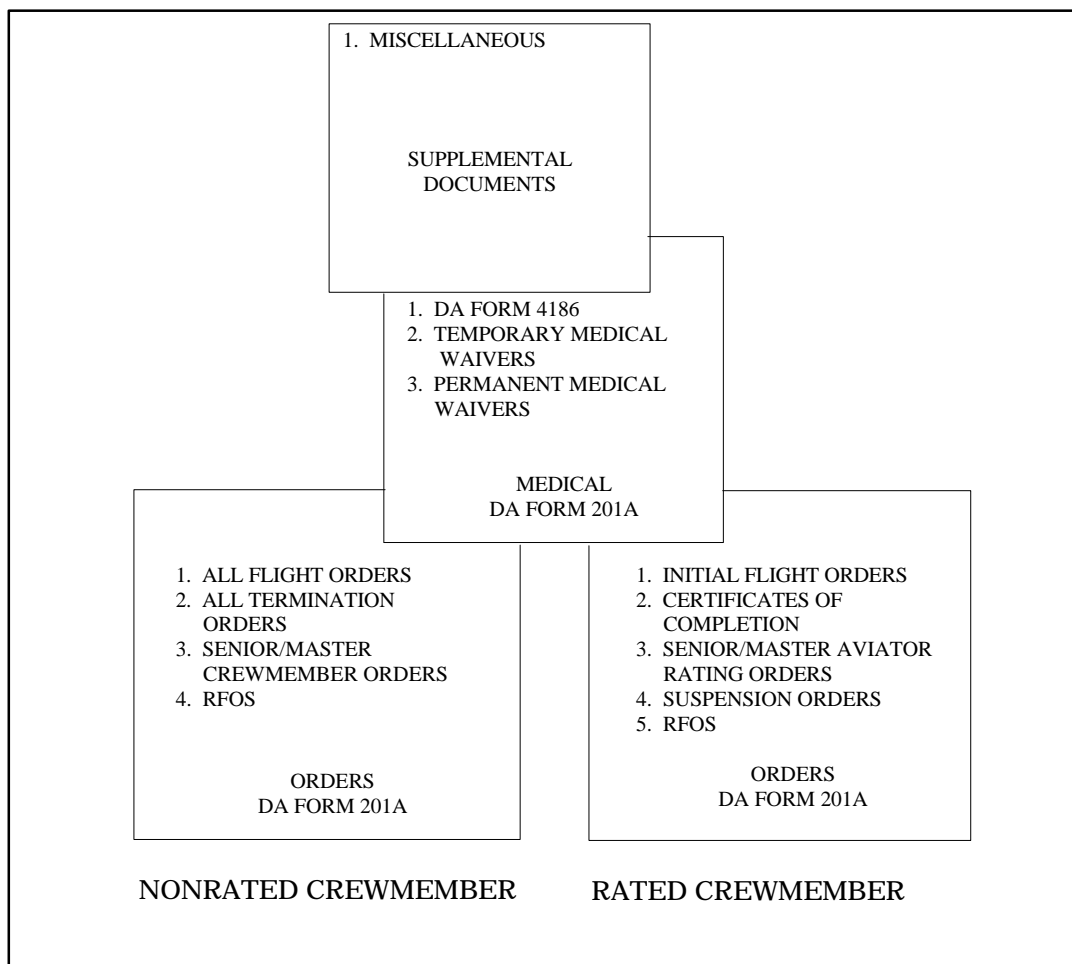 1. MISCELLANEOUS
SUPPLEMENTAL
DOCUMENTS
1. DA FORM 4186
2. TEMPORARY MEDICAL
WAIVERS
3. PERMANENT MEDICAL
WAIVERS
MEDICAL
DA FORM 201A
1. ALL FLIGHT ORDERS
2. ALL TERMINATION
ORDERS
3. SENIOR/MASTER
CREWMEMBER ORDERS
4. RFOS
ORDERS
DA FORM 201A
1. INITIAL FLIGHT ORDERS
2. CERTIFICATES OF
COMPLETION
3. SENIOR/MASTER AVIATOR
RATING ORDERS
4. SUSPENSION ORDERS
5. RFOS
ORDERS
DA FORM 201A
NONRATED CREWMEMBER
RATED CREWMEMBER